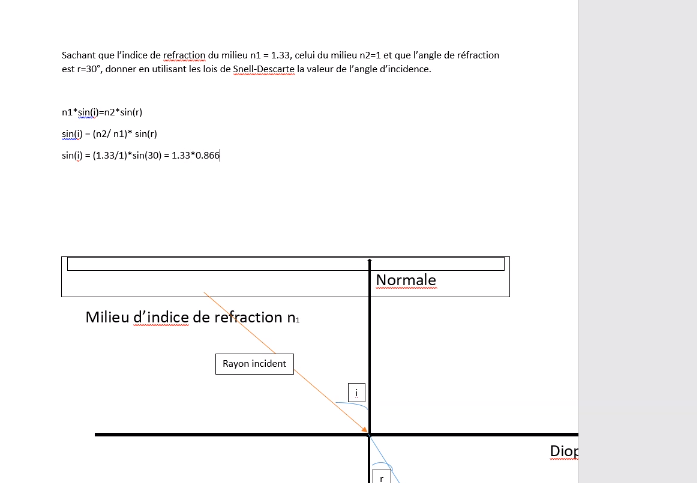 Sachant que l'indice de refraction du milieu n1 = 1.33, celui du milieu n2=1 et que l'angle de réfraction
est r=30°, donner en utilisant les lois de Snell-Descarte la valeur de l'angle d'incidence.
n1*sin(i)=n2*sin(r)
sin(i) = (n2/ n1)* sin(r)
sin(i) = (1.33/1)*sin(30) = 1.33*0.866
Normale
Milieu d'indice de refraction n1
Rayon incident
i
Diop
r